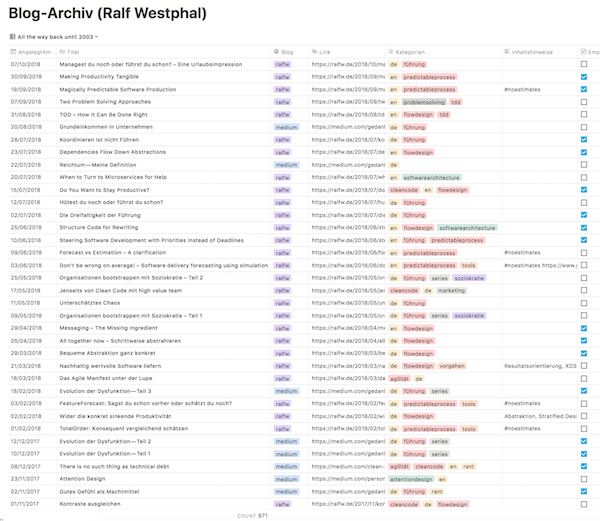 Blog-Archiv (Ralf Westphal)
All the way back until 2003
AngelegtAm Titel Blog Link Kategorien Inhaltshinweise Emp
07/10/2018 Managest du noch oder führst du schon? – Eine Urlaubsimpression ralfw https://ralfw.de/2018/10/ma de führung
30/09/2018 Making Productivity Tangible ralfw https://ralfw.de/2018/09/ma en predictableprocess
19/09/2018 Magically Predictable Software Production ralfw https://ralfw.de/2018/09/ma en predictableprocess #noestimates
07/09/2018 Two Problem Solving Approaches ralfw https://ralfw.de/2018/09/tw en problemsolving tdd
31/08/2018 TDD – How It Can Be Done Right ralfw https://ralfw.de/2018/08/td en flowdesign tdd
20/08/2018 Grundeinkommen in Unternehmen medium https://medium.com/gedanl de führung
28/07/2018 Koordinieren ist nicht Führen ralfw https://ralfw.de/2018/07/ko de führung
23/07/2018 Dependencies Flow Down Abstractions ralfw https://ralfw.de/2018/07/de en flowdesign
22/07/2018 Reichtum — Meine Definition medium https://medium.com/gedanl de
20/07/2018 When to Turn to Microservices for Help ralfw https://ralfw.de/2018/07/wh en softwarearchitecture
15/07/2018 Do You Want to Stay Productive? ralfw https://ralfw.de/2018/07/do cleancode en flowdesign
12/07/2018 Hütest du noch oder führst du schon? ralfw https://ralfw.de/2018/07/hu de führung
02/07/2018 Die Dreifaltigkeit der Führung ralfw https://ralfw.de/2018/07/die de führung
25/06/2018 Structure Code for Rewriting ralfw https://ralfw.de/2018/06/str en flowdesign softwarearchitecture
10/06/2018 Steering Software Development with Priorities Instead of Deadlines ralfw https://ralfw.de/2018/06/ste en führung predictableprocess
09/06/2018 Forecast vs Estimation – A clarification ralfw https://ralfw.de/2018/06/for en predictableprocess #noestimates
03/06/2018 Don't be wrong on average! – Software delivery forecasting using simulation ralfw https://ralfw.de/2018/06/do en predictableprocess tools #noestimates https://www.
25/05/2018 Organisationen bootstrappen mit Soziokratie - Teil 2 ralfw https://ralfw.de/2018/05/or de führung series soziokratie
17/05/2018 Jenseits von Clean Code mit high value team ralfw https://ralfw.de/2018/05/je cleancode de marketing
11/05/2018 Unterschätztes Chaos ralfw https://ralfw.de/2018/05/un de führung
09/05/2018 Organisationen bootstrappen mit Soziokratie - Teil 1 ralfw https://ralfw.de/2018/05/or de führung series soziokratie
29/04/2018 Messaging – The Missing Ingredient ralfw https://ralfw.de/2018/04/me en flowdesign
05/04/2018 All together now – Schrittweise abstrahieren ralfw https://ralfw.de/2018/04/all de flowdesign
29/03/2018 Bequeme Abstraktion ganz konkret ralfw https://ralfw.de/2018/03/be de flowdesign
21/03/2018 Nachhaltig wertvolle Software liefern ralfw https://ralfw.de/2018/03/na de flowdesign vorgehen Resultatsorientierung, XDS
18/03/2018 Das Agile Manifest unter der Lupe ralfw https://ralfw.de/2018/03/da agilität de
18/02/2018 Evolution der Dysfunktion — Teil 3 medium https://medium.com/gedanl de führung series
03/02/2018 FeatureForecast: Sagst du schon vorher oder schätzt du noch? ralfw https://ralfw.de/2018/02/fea de predictableprocess tools #noestimates
02/02/2018 Wider die konkret sinkende Produktivität ralfw https://ralfw.de/2018/02/wi de flowdesign Abstraktion, Stratified Desi
01/02/2018 TotalOrder: Konsequent vergleichend schätzen ralfw https://ralfw.de/2018/02/tot de predictableprocess tools #noestimates
12/12/2017 Evolution der Dysfunktion — Teil 2 medium https://medium.com/gedanl de führung series
10/12/2017 Evolution der Dysfunktion — Teil 1 medium https://medium.com/gedanl de führung series
08/12/2017 There is no such thing as technical debt medium https://medium.com/clean- agilität cleancode en rant
23/11/2017 Attention Design medium https://medium.com/person attentiondesign en
02/11/2017 Gutes Gefühl als Machtmittel medium https://medium.com/gedanl de führung rant
01/11/2017 Kontraste ausgleichen ralfw https://ralfw.de/2017/11/kor cleancode de flowdesign
COUNT 871